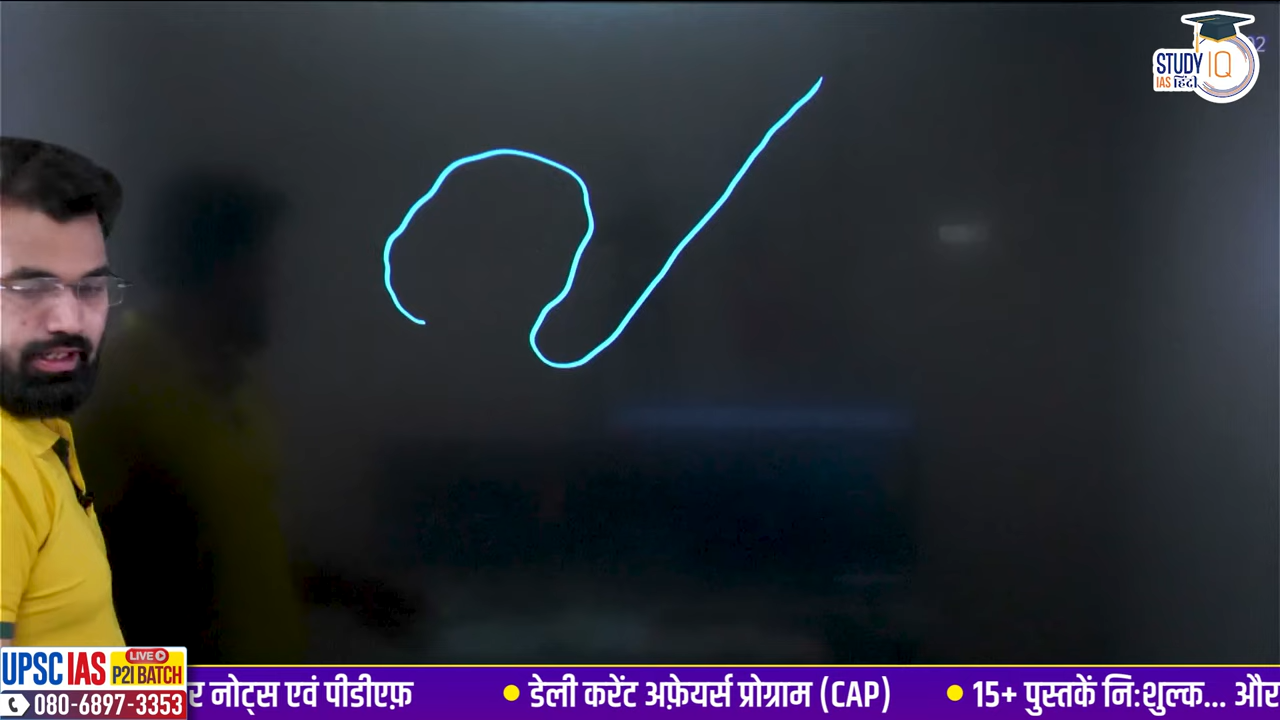 STUDY IQ
IAS हिंदी
UPSC IAS LIVE P2I BATCH
080-6897-3353
र नोट्स एवं पीडीएफ़ • डेली करेंट अफ़ेयर्स प्रोग्राम (CAP) • 15+ पुस्तकें नि:शुल्क... और